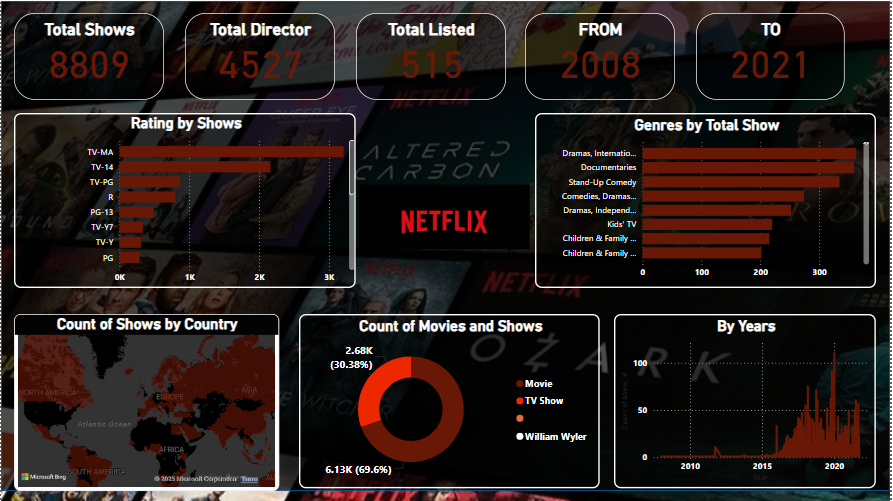 Total Shows
8809
Total Director
4527
Total Listed
515
FROM
2008
TO
2021
Rating by Shows
TV-MA
TV-14
TV-PG
R
PG-13
TV-Y7
TV-Y
PG
0K 1K 2K 3K
ALTERED
CARBON
NETFLIX
NETFLIX
NETFLIX
Genres by Total Show
Dramas, Internatio...
Documentaries
Stand-Up Comedy
Comedies, Dramas...
Dramas, Independ...
Kids' TV
Children & Family ...
Children & Family ...
0 100 200 300
Count of Shows by Country
NORTH AMERICA
EUROPE
ASIA
Atlantic Ocean
AFRICA
SOUTH AMERICA
Microsoft Bing
© 2025 Microsoft Corporation Terms
Count of Movies and Shows
2.68K
(30.38%)
6.13K (69.6%)
Movie
TV Show
William Wyler
OZARK
By Years
100
50
0
2010 2015 2020
Year